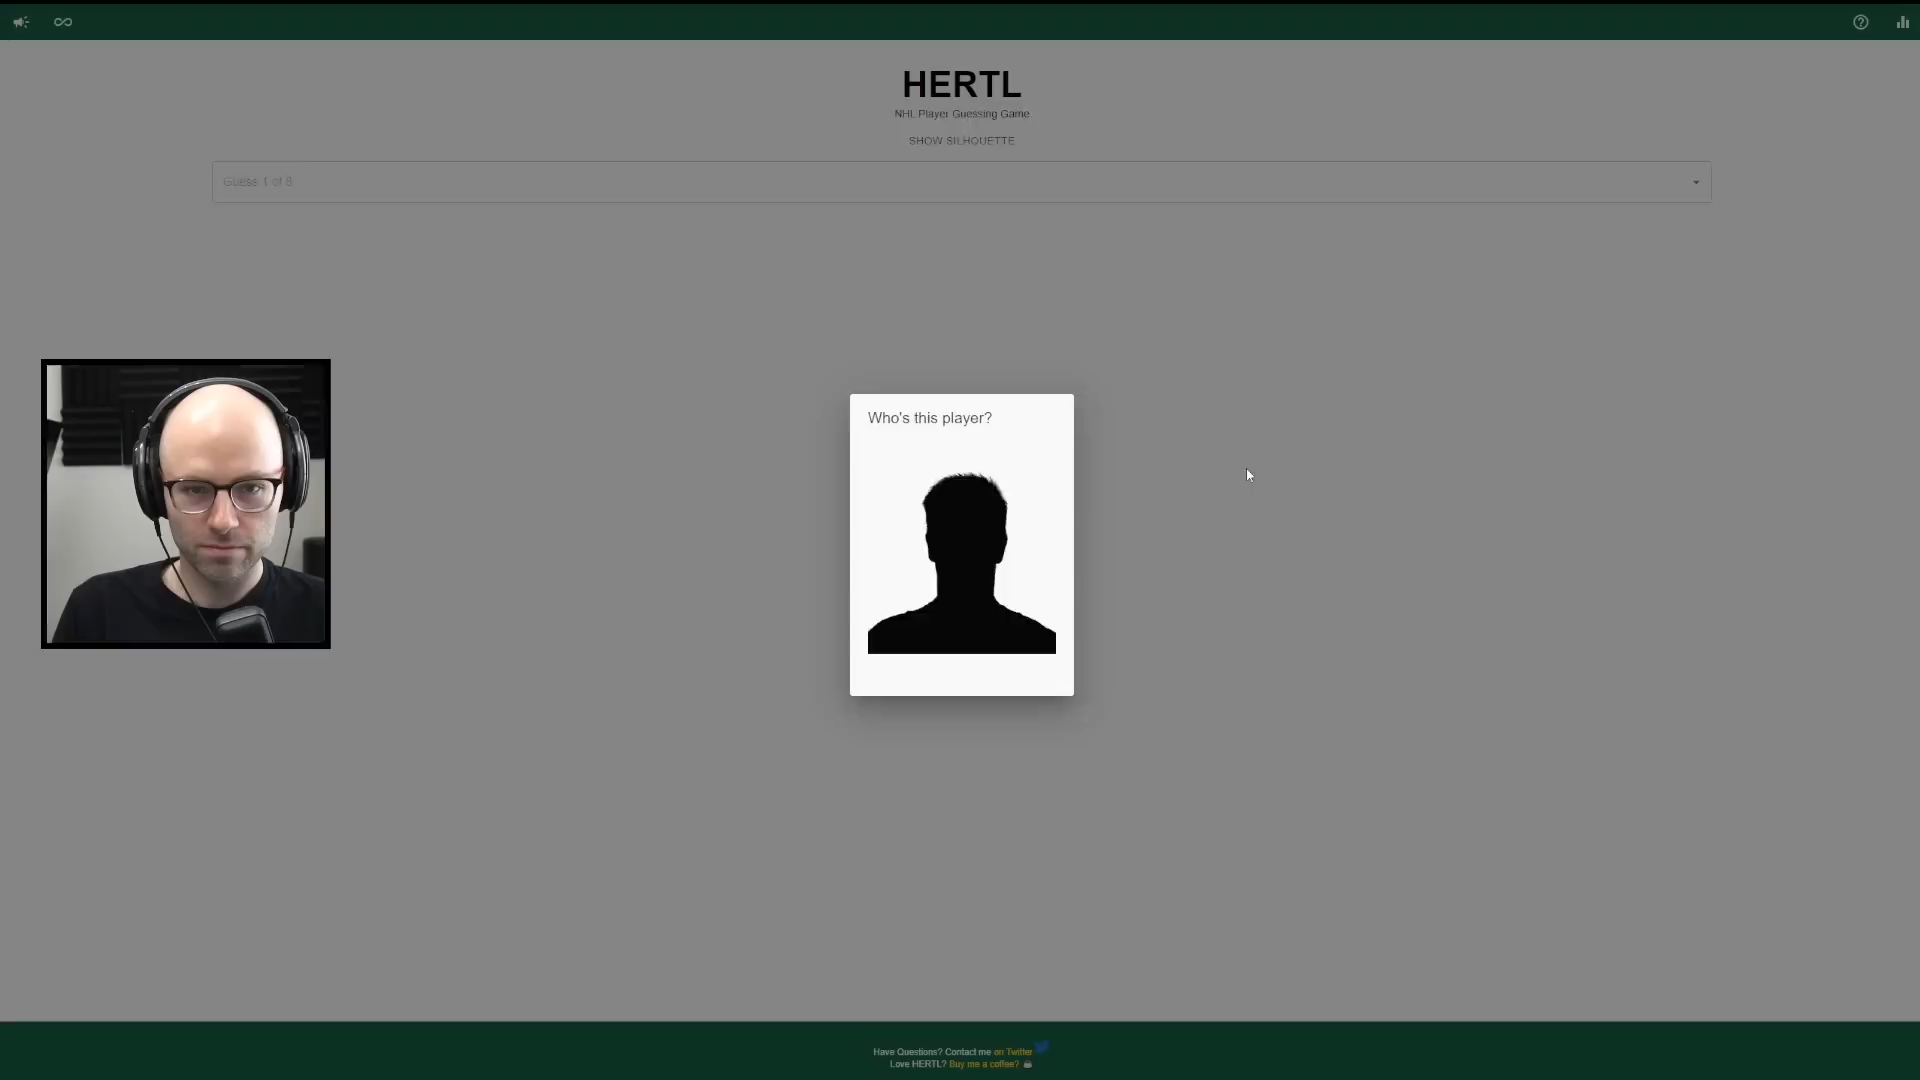 HERTL
NHL Player Guessing Game
SHOW SILHOUETTE
Guess 1 of 8
Who's this player?
Have Questions? Contact me on Twitter
Love HERTL? Buy me a coffee?